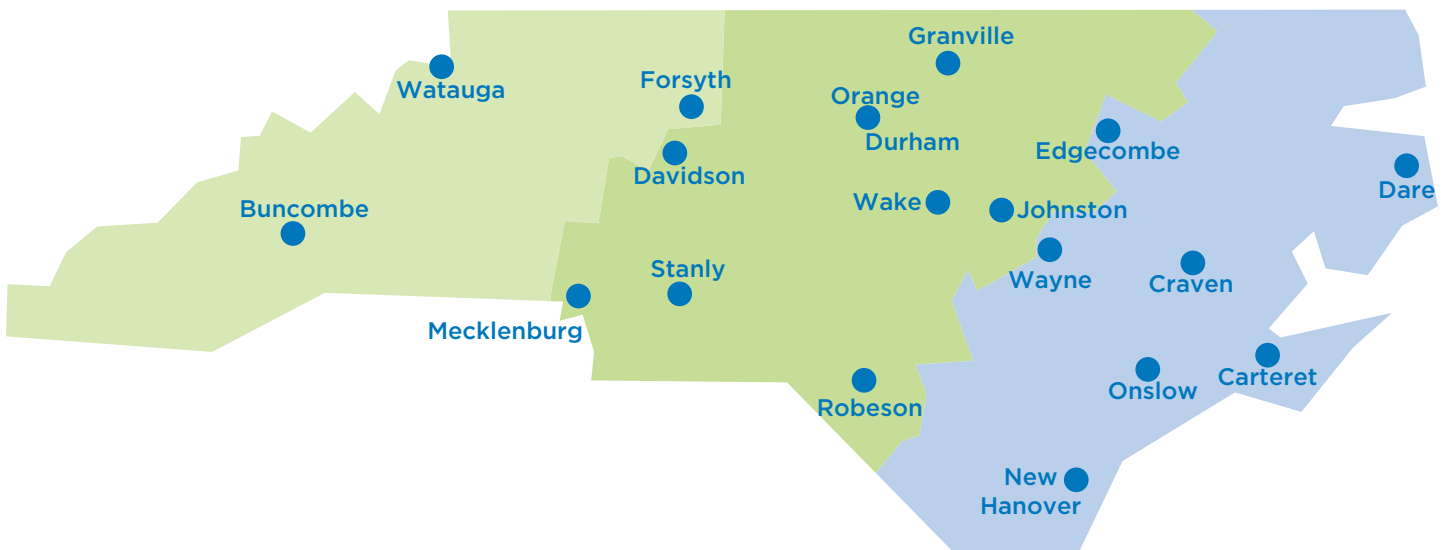 Granville
Watauga
Forsyth
Orange
Durham
Edgecombe
Davidson
Dare
Wake
Johnston
Buncombe
Stanly
Wayne
Craven
Mecklenburg
Robeson
Onslow
Carteret
New
Hanover